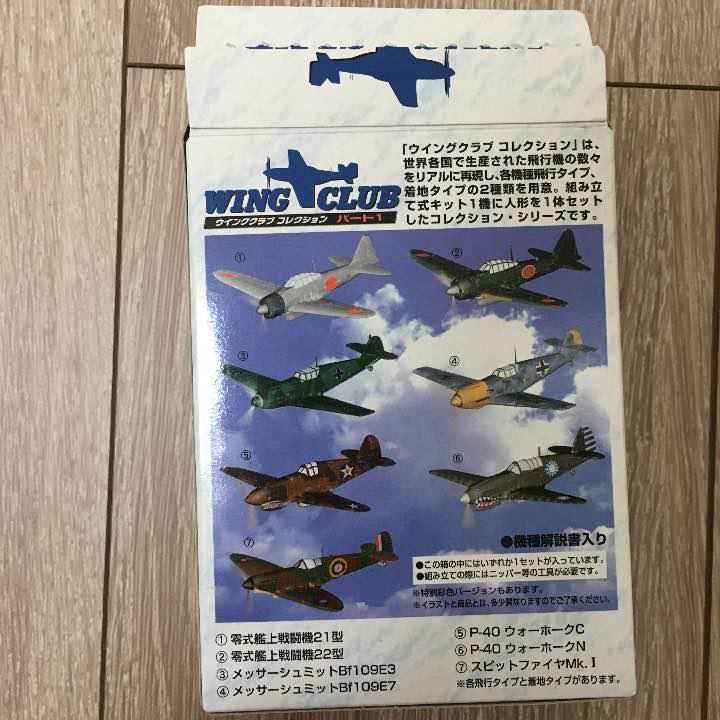 「ウイングクラブ コレクション」は、
世界各国で生産された飛行機の数々
をリアルに再現し、各機種飛行タイプ、
着地タイプの2種類を用意。組み立
て式キット1機に人形を1体セット
したコレクション・シリーズです。
WING CLUB
ウイングクラブ コレクション パート1
①
②
③
④
⑤
⑥
⑦
●機種解説書入り
●この箱の中にはいずれか1セットが入っています。
●組み立ての際にはニッパー等の工具が必要です。
※特別彩色バージョンもあります。
※イラストと商品とは、多少異なりますのでご了承ください。
① 零式艦上戦闘機21型
② 零式艦上戦闘機22型
③ メッサーシュミットBf109E3
④ メッサーシュミットBf109E7
⑤ P-40 ウォーホークC
⑥ P-40 ウォーホークN
⑦ スピットファイヤMk.Ⅰ
※各飛行タイプと着地タイプがあります。